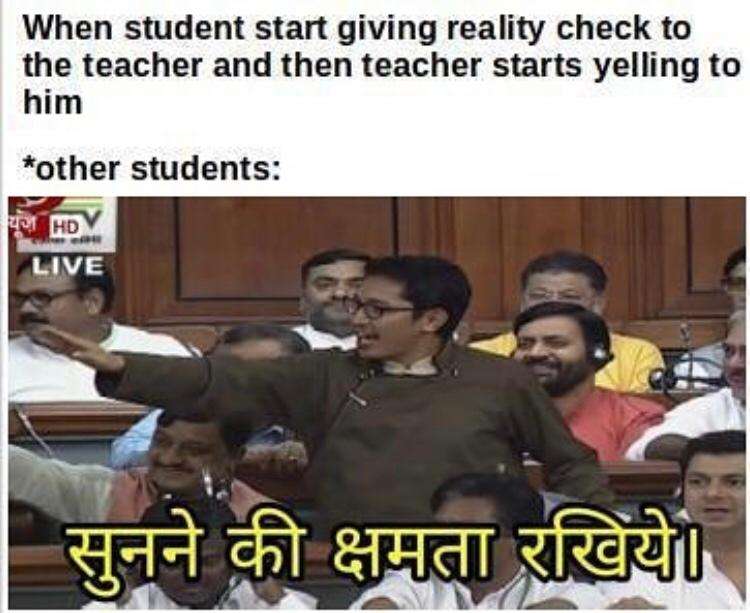 When student start giving reality check to
the teacher and then teacher starts yelling to
him
*other students:
न्यूज़ HD
LIVE
सुनने की क्षमता रखिये।